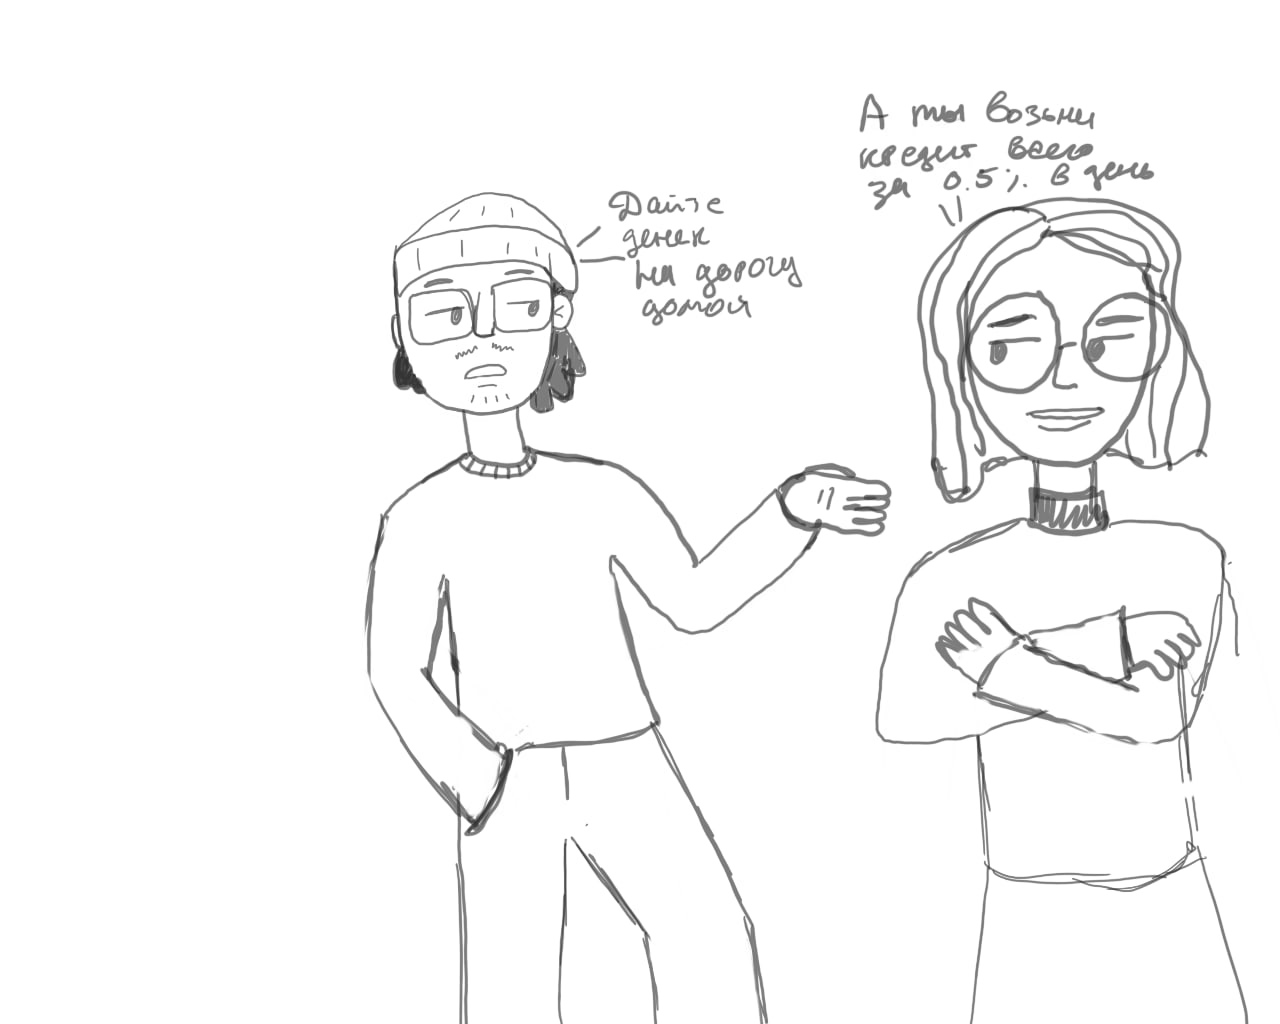 Дайте
денек
на дорогу
домой
А ты возьми
кредит всего
за 0.5% в день